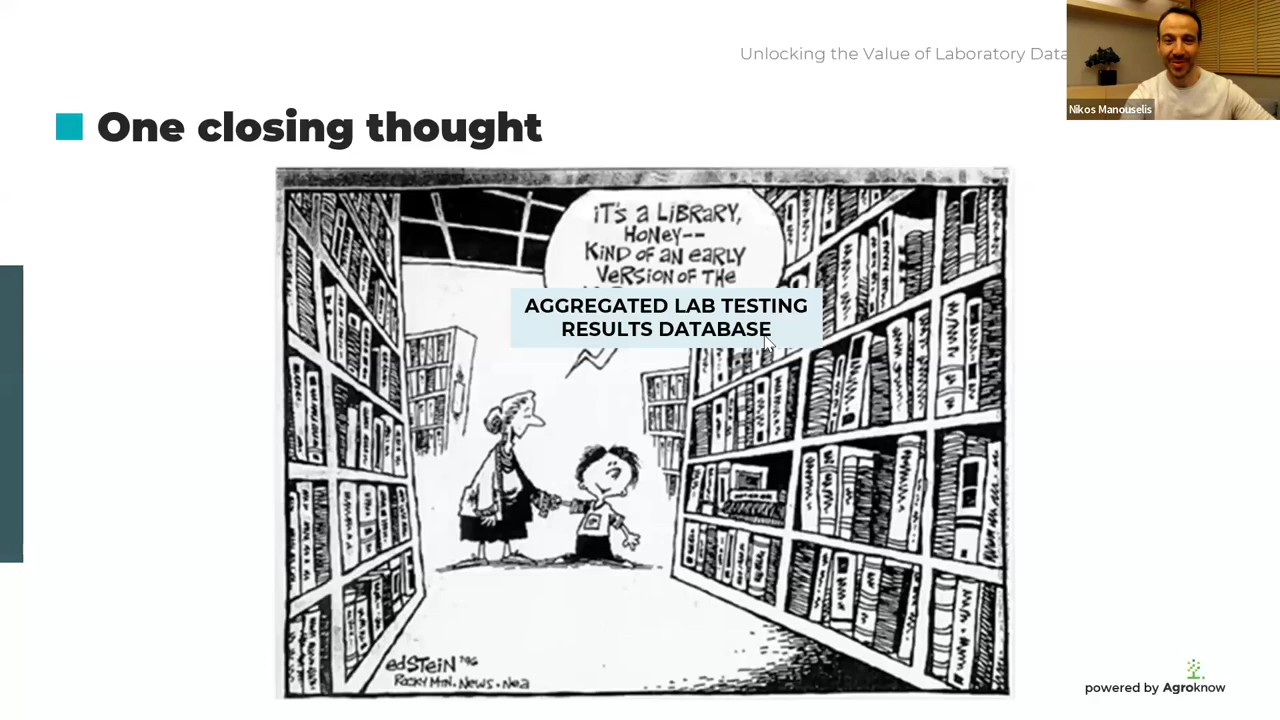 Unlocking the Value of Laboratory Data
Nikos Manouselis
One closing thought
iT'S a LiBRaRY,
HONeY--
KiND OF aN eaRLY
VeRSiON OF THe
AGGREGATED LAB TESTING
RESULTS DATABASE
edSTeiN '96
ROCKY MTN. NeWS • Nea
powered by Agroknow